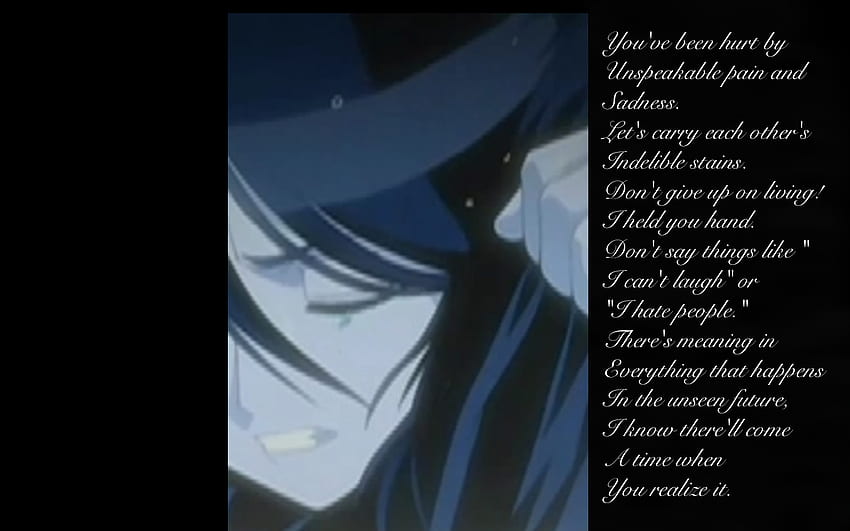 You've been hurt by
Unspeakable pain and
Sadness.
Let's carry each other's
Indelible stains.
Don't give up on living!
I held you hand.
Don't say things like "
I can't laugh" or
"I hate people."
There's meaning in
Everything that happens
In the unseen future,
I know there'll come
A time when
You realize it.